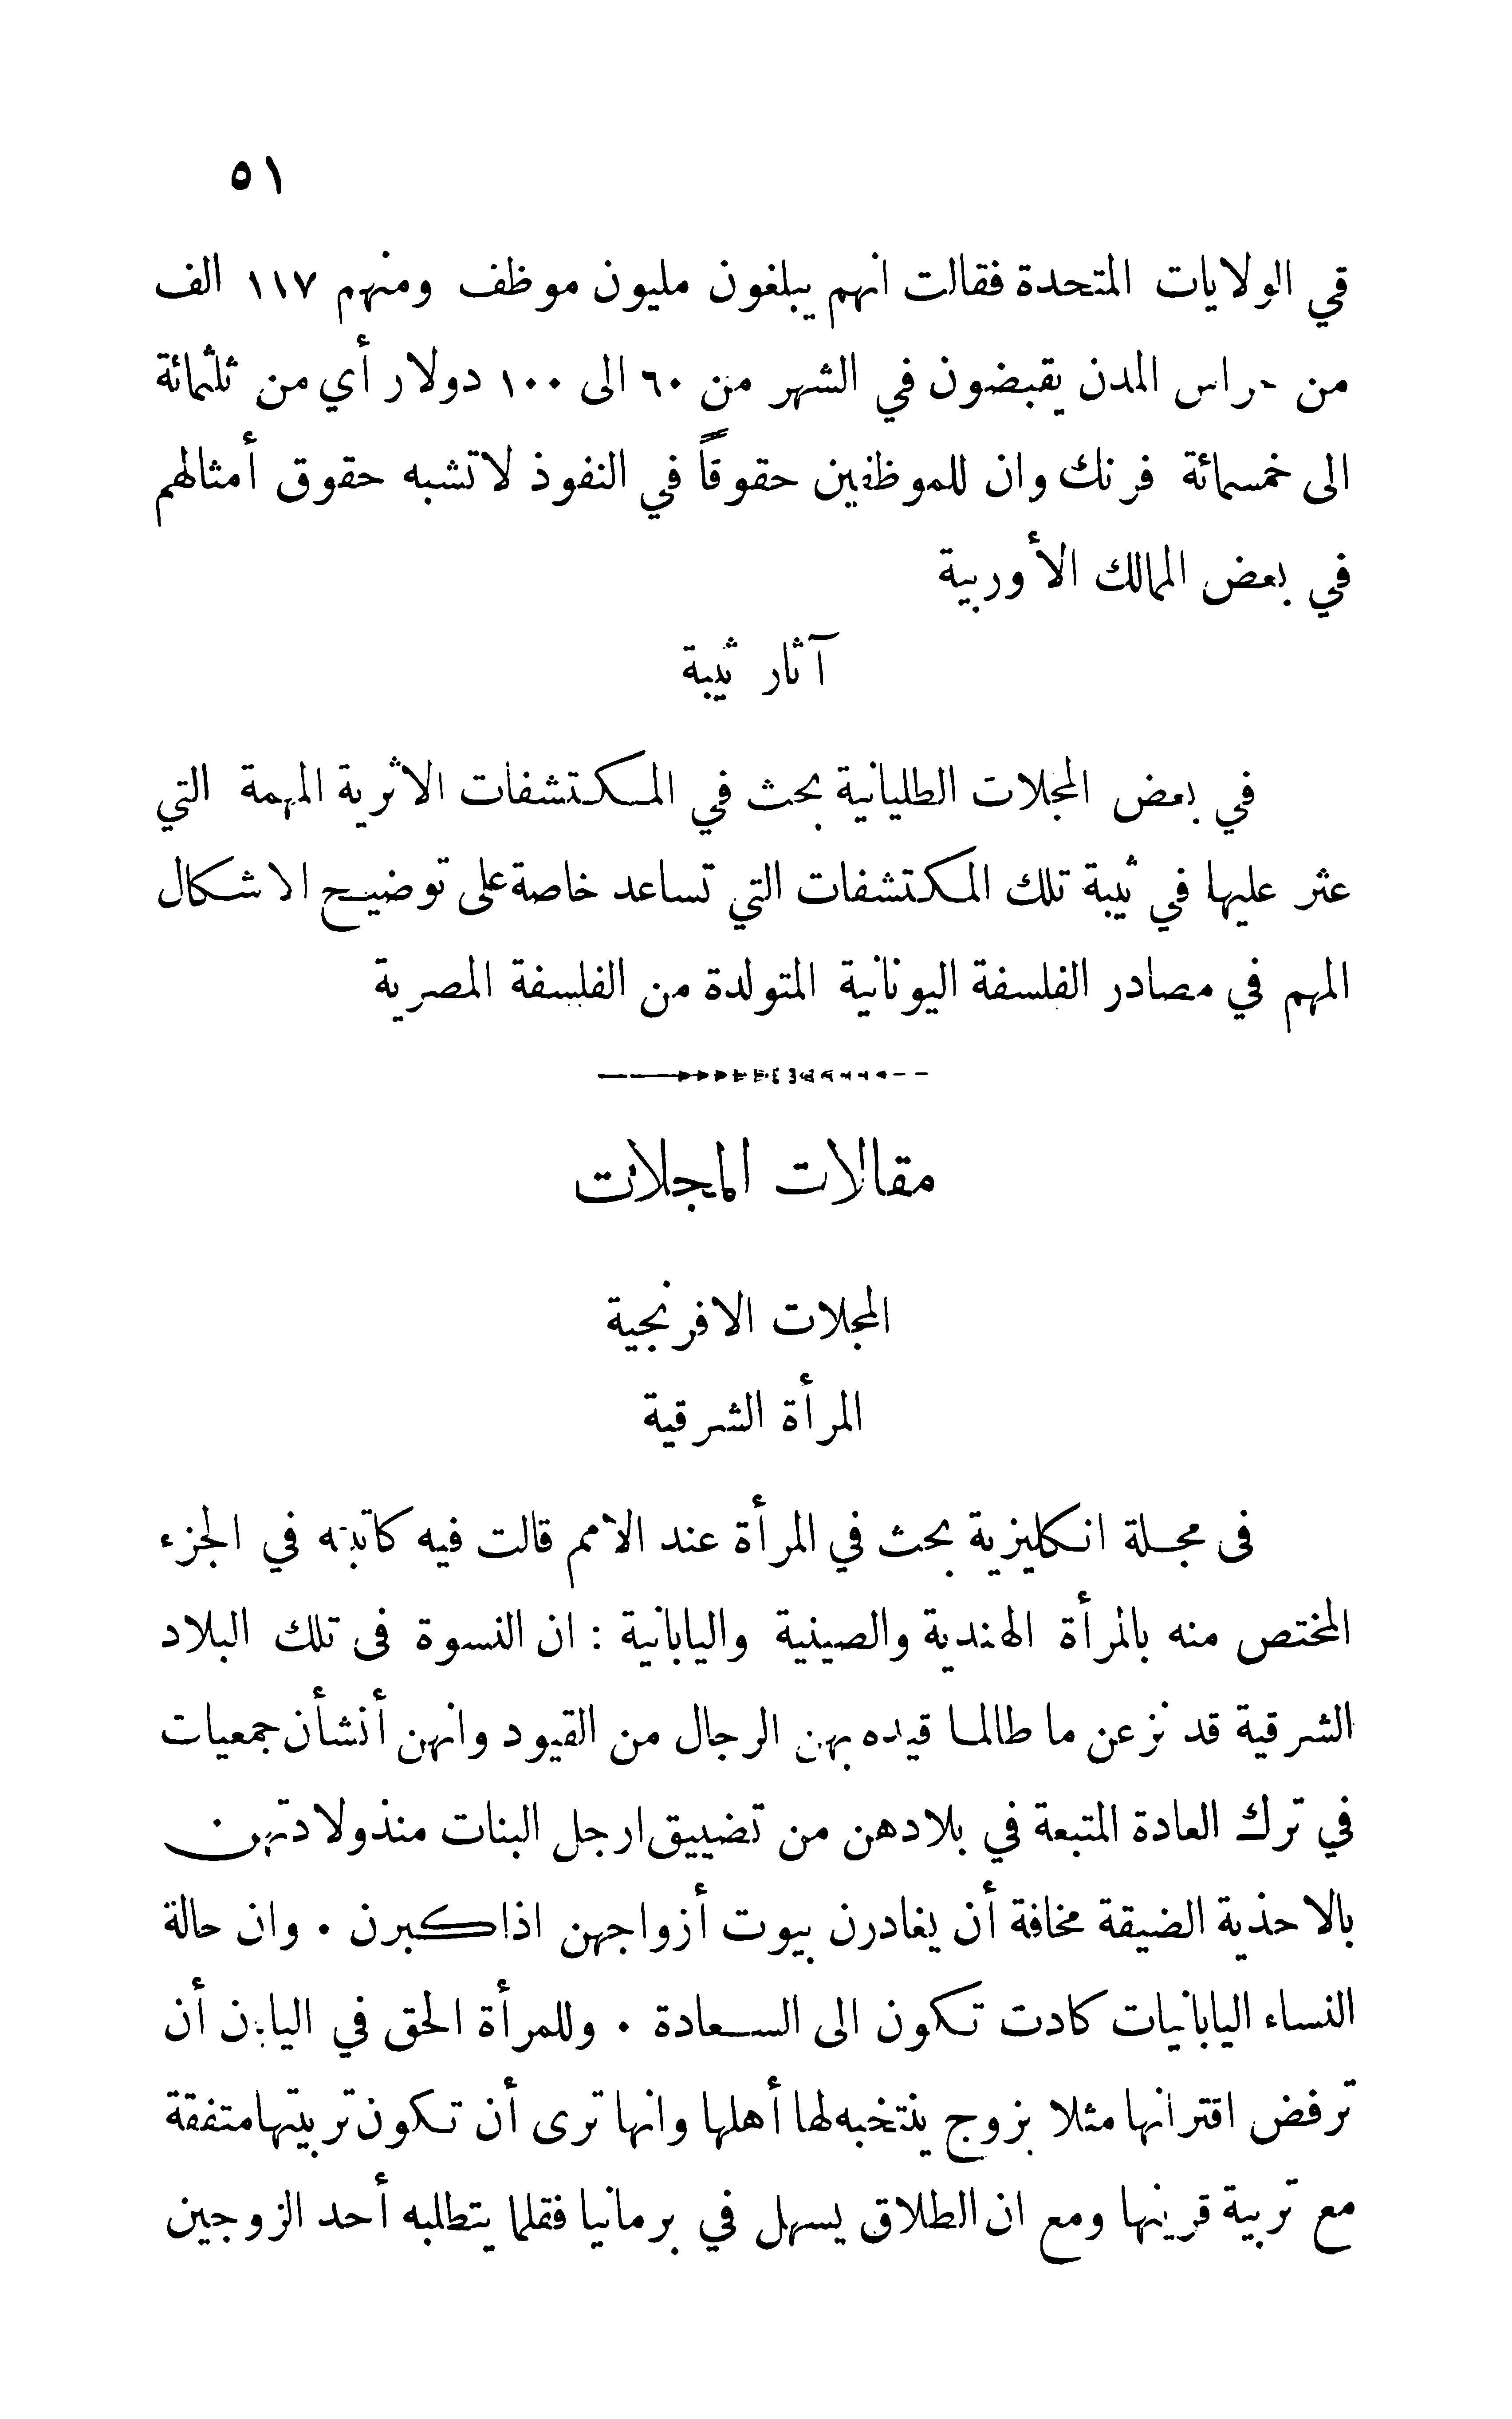 ٥١
في الولايات المتحدة فقالت انهم يبلغون مليون موظف ومنهم ١١٧ الف
من حراس المدن يقبضون في الشهر من ٦٠ الى ١٠٠ دولار أي من ثلثمائة
الى خمسمائة فرنك وان للموظفين حقوقاً في النفوذ لاتشبه حقوق أمثالهم
في بعض الممالك الأوربية
آثار ثيبة
في بعض المجلات الطليانية بحث في المكتشفات الاثرية المهمة التي
عثر عليها في ثيبة تلك المكتشفات التي تساعد خاصة على توضيح الاشكال
المهم في مصادر الفلسفة اليونانية المتولدة من الفلسفة المصرية
مقالات المجلات
المجلات الافرنجية
المرأة الشرقية
فى مجلة انكليزية بحث في المرأة عند الامم قالت فيه كاتبته في الجزء
المختص منه بالمرأة الهندية والصينية واليابانية : ان النسوة فى تلك البلاد
الشرقية قد نزعن ما طالما قيده بهن الرجال من القيود وانهن أنشأن جمعيات
في ترك العادة المتبعة في بلادهن من تضييق ارجل البنات منذ ولادتهن
بالاحذية الضيقة مخافة أن يغادرن بيوت أزواجهن اذا كبرن . وان حالة
النساء اليابانيات كادت تكون الى السعادة . وللمرأة الحق في اليابان أن
ترفض اقترانها مثلا بزوج ينتخبه لها أهلها وانها ترى أن تكون تربيتها متفقة
مع تربية قرينها ومع ان الطلاق يسهل في برمانيا فقلما يتطلبه أحد الزوجين